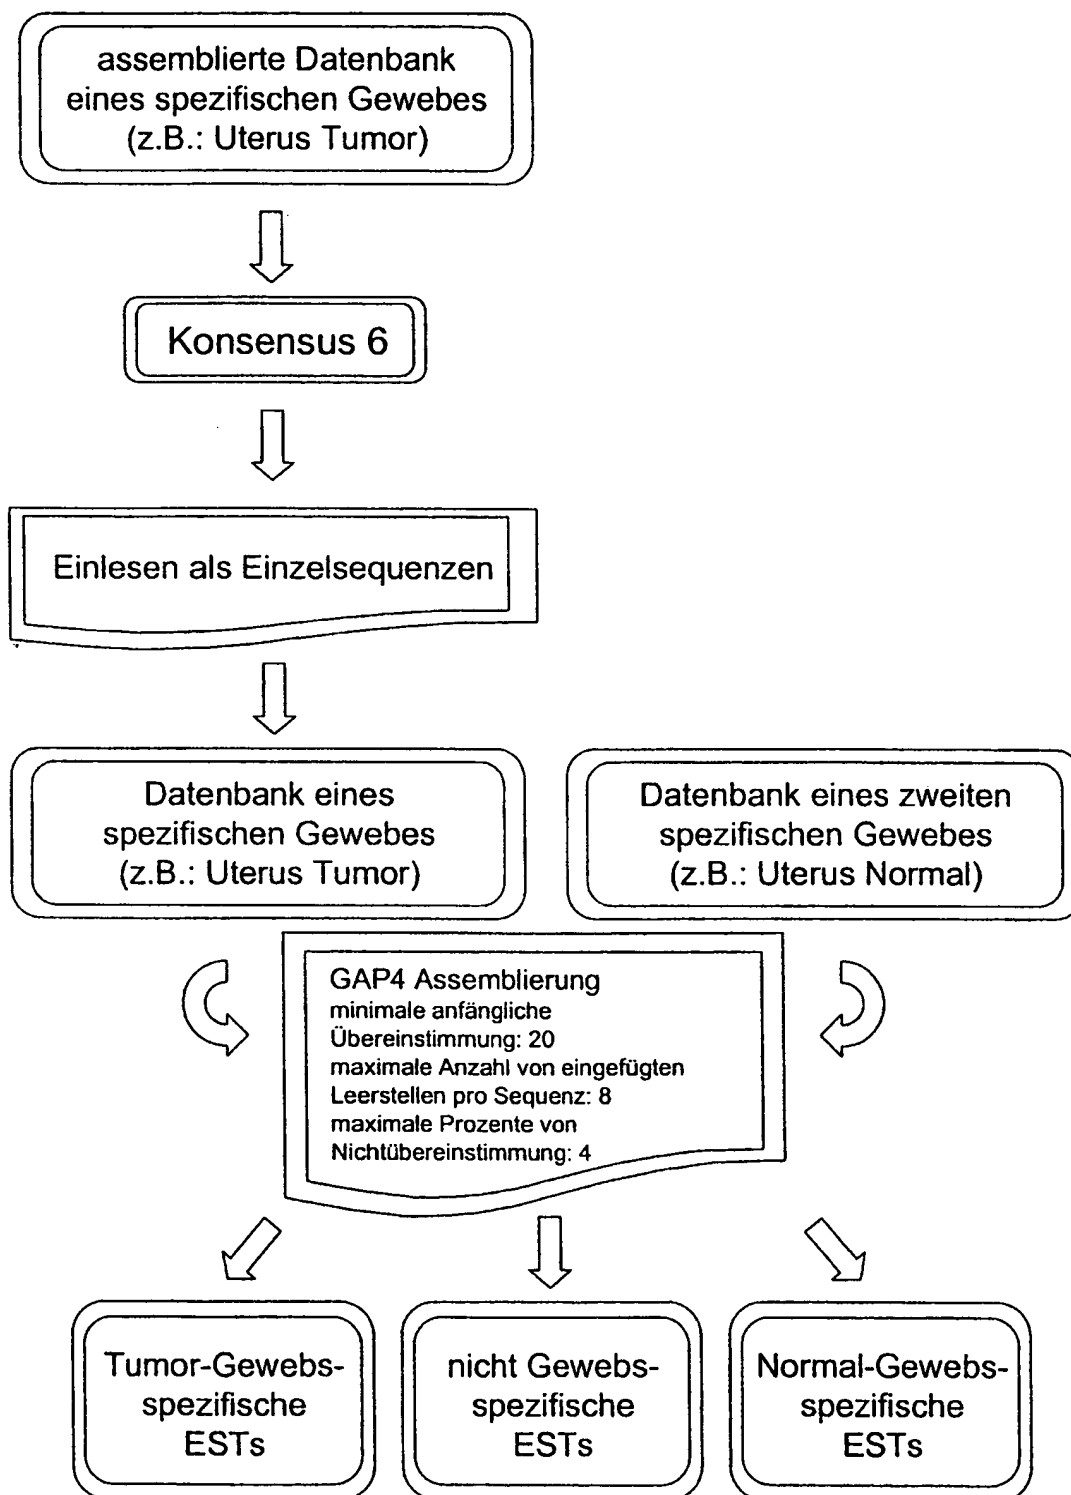 assemblierte Datenbank
eines spezifischen Gewebes
(z.B.: Uterus Tumor)
Konsensus 6
Einlesen als Einzelsequenzen
Datenbank eines
spezifischen Gewebes
(z.B.: Uterus Tumor)
Datenbank eines zweiten
spezifischen Gewebes
(z.B.: Uterus Normal)
GAP4 Assemblierung
minimale anfängliche
Übereinstimmung: 20
maximale Anzahl von eingefügten
Leerstellen pro Sequenz: 8
maximale Prozente von
Nichtübereinstimmung: 4
Tumor-Gewebs-
spezifische
ESTs
nicht Gewebs-
spezifische
ESTs
Normal-Gewebs-
spezifische
ESTs